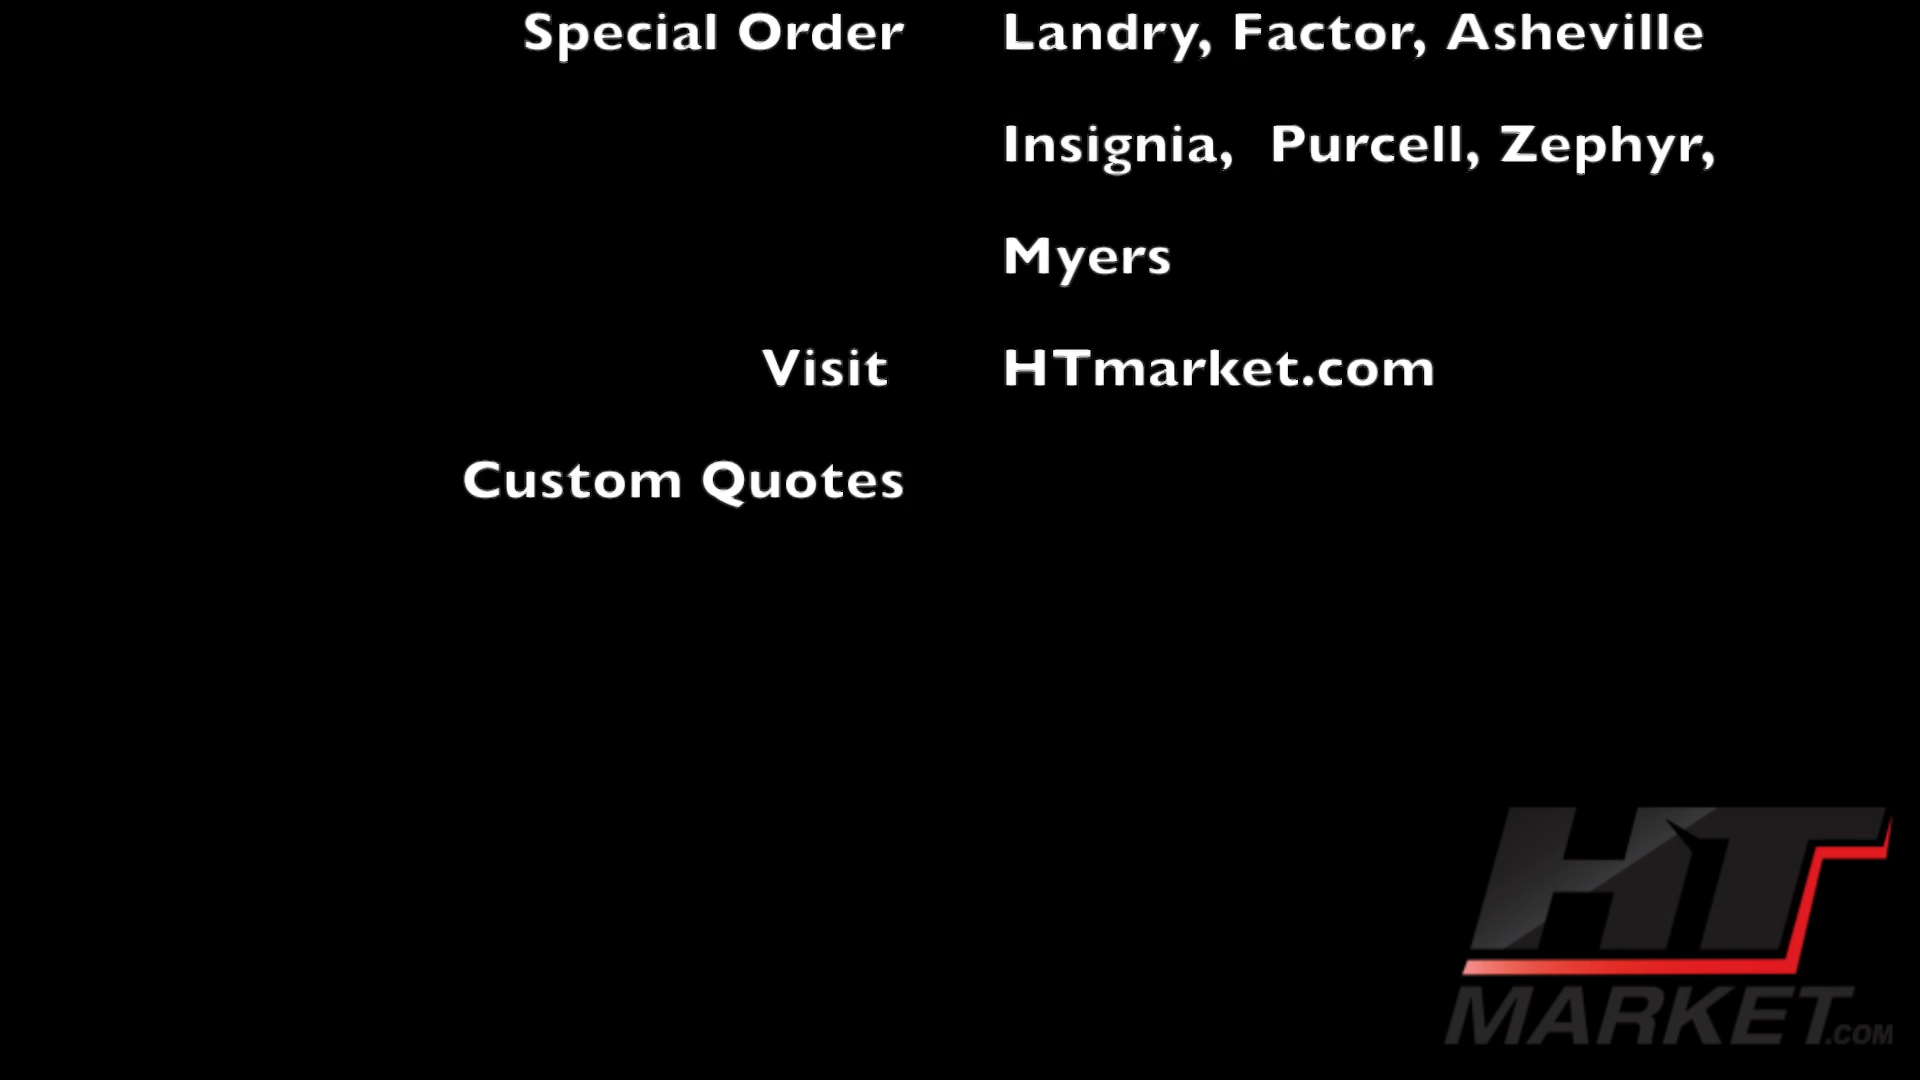 Special Order Landry, Factor, Asheville
Insignia, Purcell, Zephyr,
Myers
Visit HTmarket.com
Custom Quotes
HT
MARKET.COM